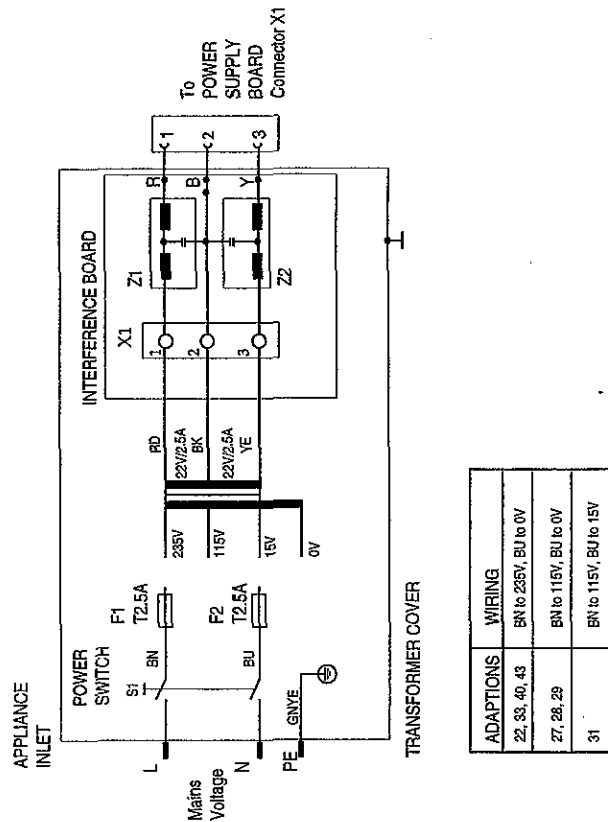 APPLIANCE
INLET
L
N
PE
Mains
Voltage
POWER
SWITCH
S1
BN
BU
GNYE
F1
T2.5A
F2
T2.5A
235V
115V
15V
0V
RD
22V/2.5A
BK
22V/2.5A
YE
INTERFERENCE BOARD
X1
1
2
3
Z1
Z2
R
B
Y
1
2
3
To
POWER
SUPPLY
BOARD
Connector X1
TRANSFORMER COVER
ADAPTIONS WIRING
22, 33, 40, 43 BN to 235V, BU to 0V
27, 28, 29 BN to 115V, BU to 0V
31 BN to 115V, BU to 15V